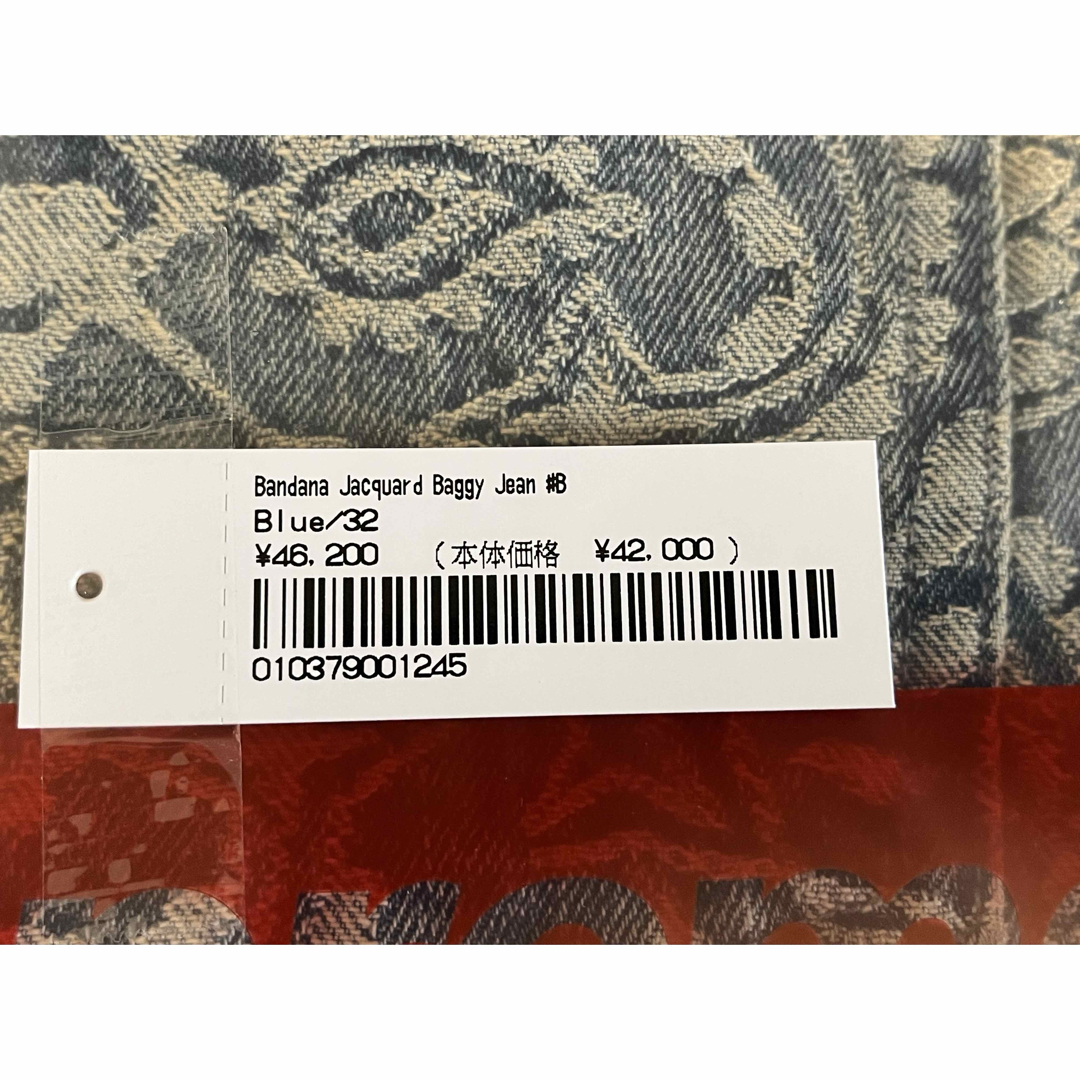 Bandana Jacquard Baggy Jean #B
Blue/32
¥46,200 (本体価格 ¥42,000)
010379001245